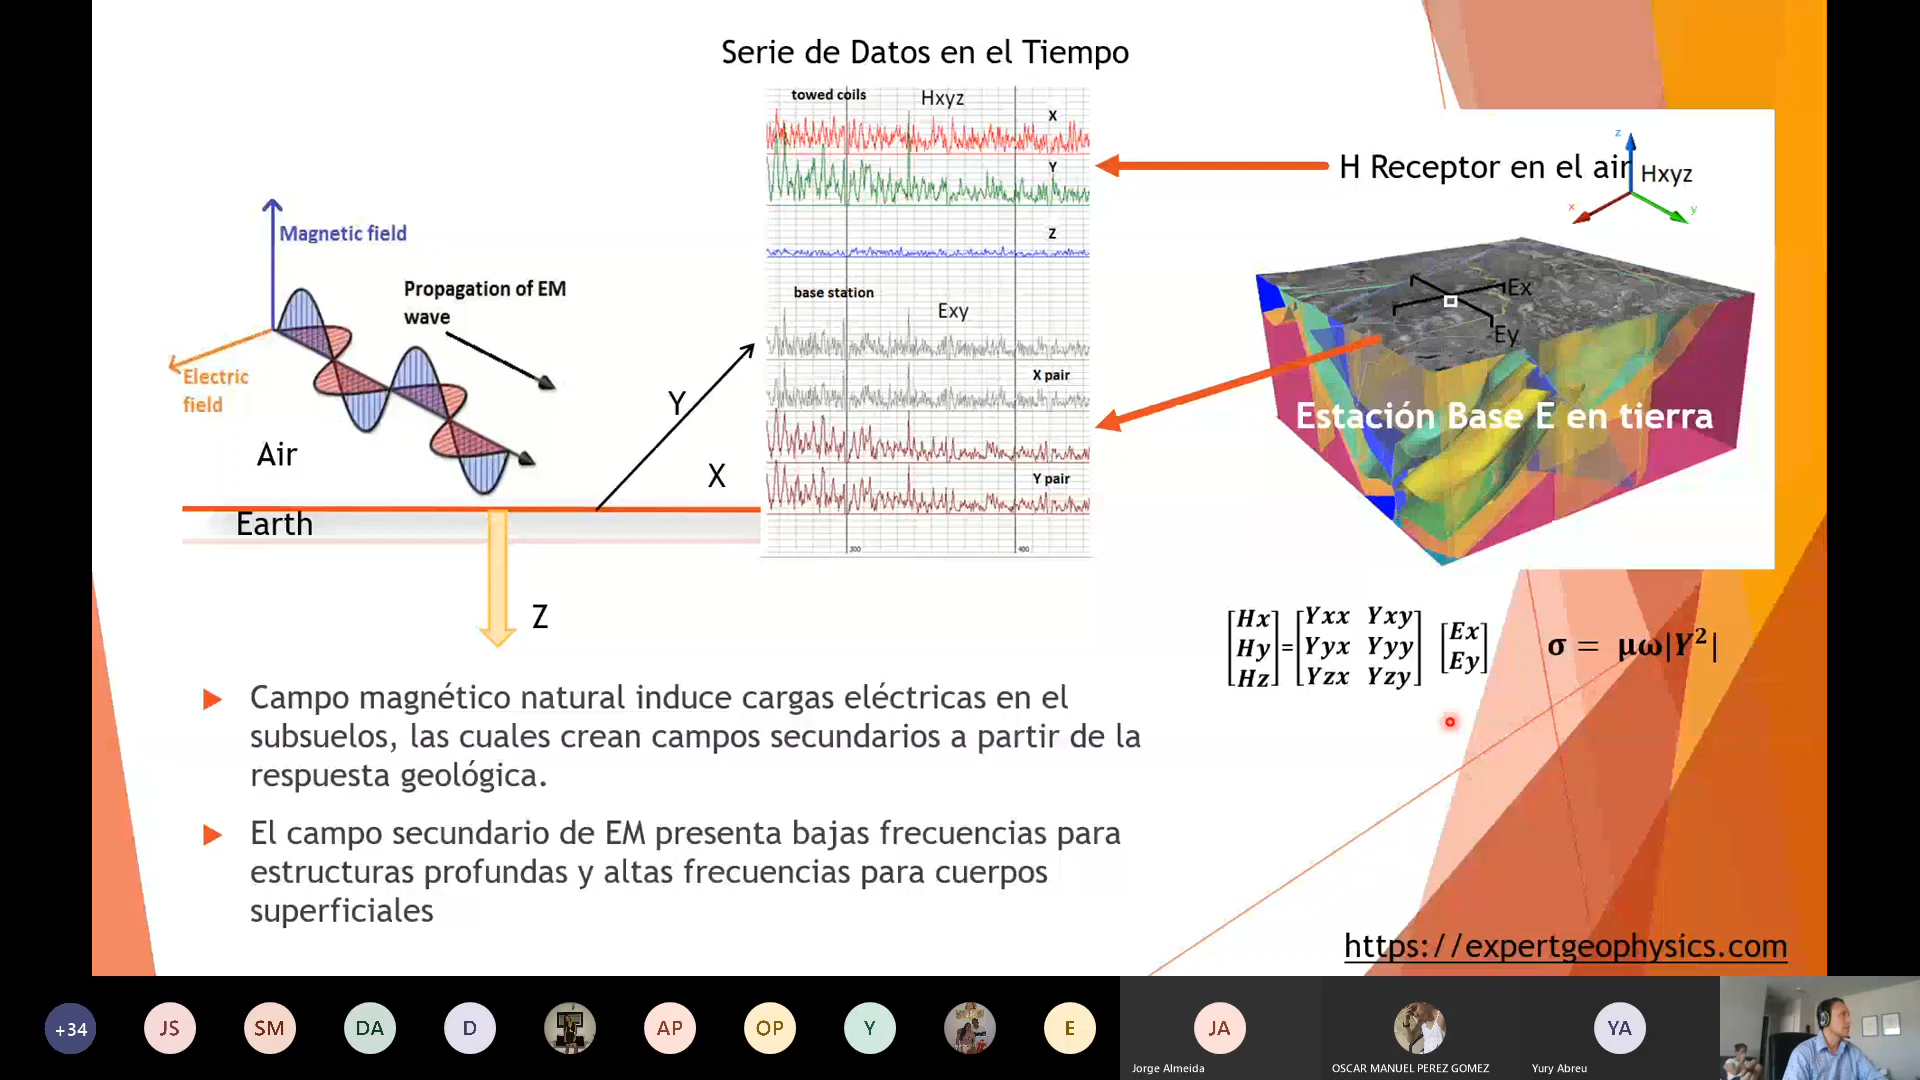 Serie de Datos en el Tiempo
towed coils
Hxyz
X
Y
Z
base station
Exy
X pair
Y pair
300
400
H Receptor en el air
z
Hxyz
x
y
Ex
Ey
Estación Base E en tierra
Magnetic field
Propagation of EM
wave
Electric
field
Air
Y
X
Earth
Z
[Hx Hy Hz] = [Yxx Yxy Yyx Yyy Yzx Yzy] [Ex Ey]
σ = μω|Y²|
Campo magnético natural induce cargas eléctricas en el
subsuelos, las cuales crean campos secundarios a partir de la
respuesta geológica.
El campo secundario de EM presenta bajas frecuencias para
estructuras profundas y altas frecuencias para cuerpos
superficiales
https://expertgeophysics.com
+34
JS
SM
DA
D
AP
OP
Y
E
JA
Jorge Almeida
OSCAR MANUEL PEREZ GOMEZ
YA
Yury Abreu